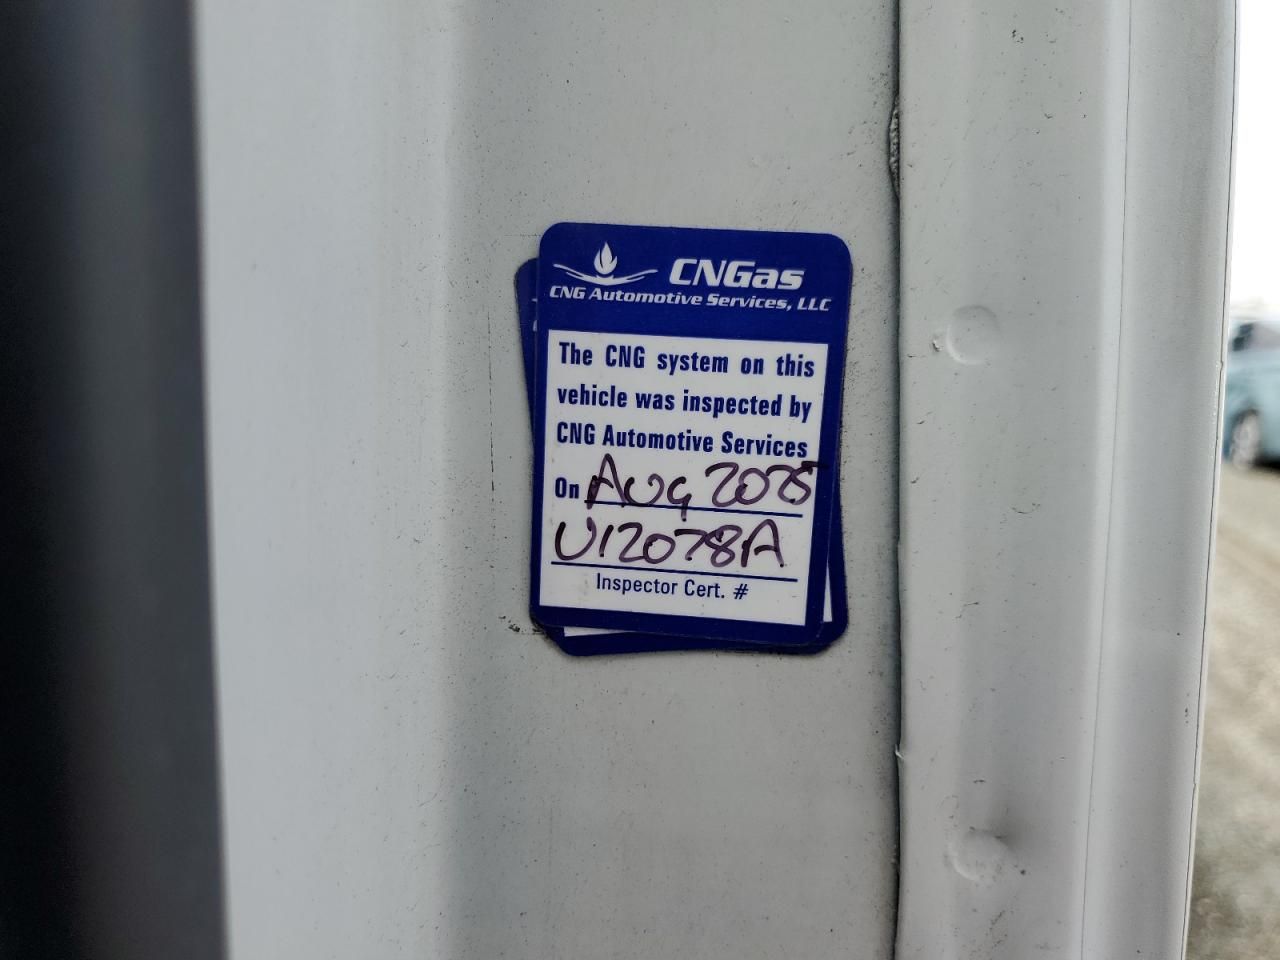 CNGas
CNG Automotive Services, LLC
The CNG system on this
vehicle was inspected by
CNG Automotive Services
On Aug 2025
U12078A
Inspector Cert. #